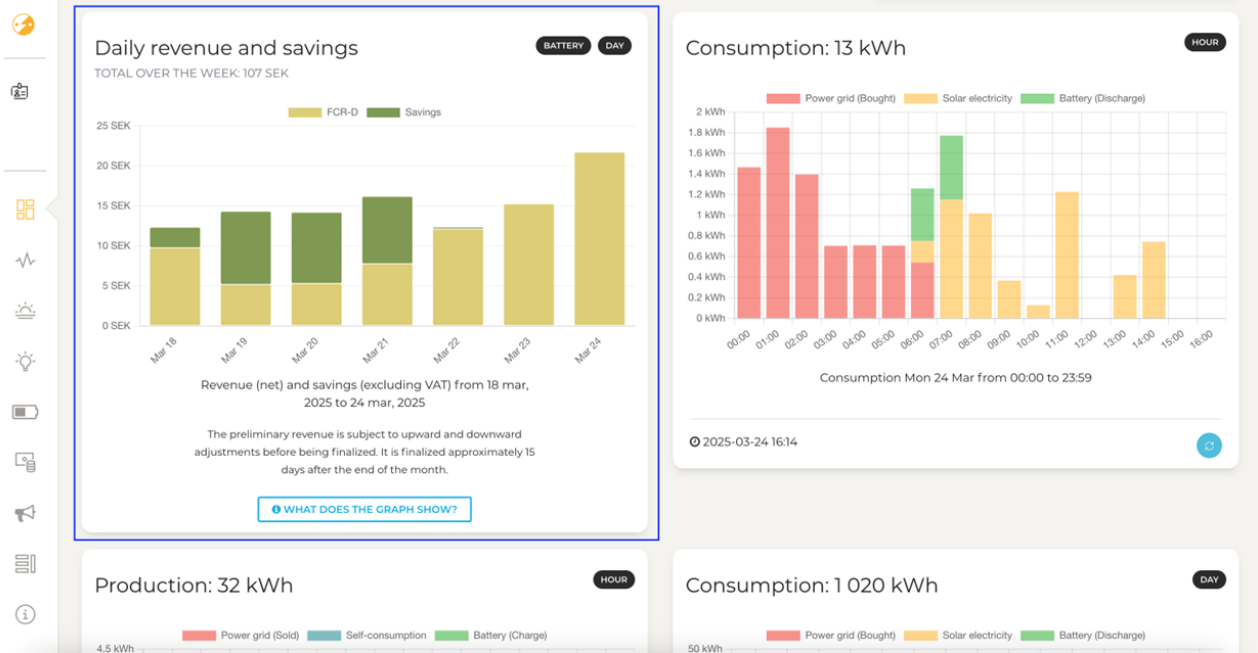 Daily revenue and savings
BATTERY DAY
TOTAL OVER THE WEEK: 107 SEK
FCR-D Savings
25 SEK
20 SEK
15 SEK
10 SEK
5 SEK
0 SEK
Mar 18 Mar 19 Mar 20 Mar 21 Mar 22 Mar 23 Mar 24
Revenue (net) and savings (excluding VAT) from 18 mar,
2025 to 24 mar, 2025
The preliminary revenue is subject to upward and downward
adjustments before being finalized. It is finalized approximately 15
days after the end of the month.
WHAT DOES THE GRAPH SHOW?
Consumption: 13 kWh
HOUR
Power grid (Bought) Solar electricity Battery (Discharge)
2 kWh
1.8 kWh
1.6 kWh
1.4 kWh
1.2 kWh
1 kWh
0.8 kWh
0.6 kWh
0.4 kWh
0.2 kWh
0 kWh
00:00 01:00 02:00 03:00 04:00 05:00 06:00 07:00 08:00 09:00 10:00 11:00 12:00 13:00 14:00 15:00 16:00
Consumption Mon 24 Mar from 00:00 to 23:59
2025-03-24 16:14
Production: 32 kWh
HOUR
Power grid (Sold) Self-consumption Battery (Charge)
4.5 kWh
Consumption: 1 020 kWh
DAY
Power grid (Bought) Solar electricity Battery (Discharge)
50 kWh